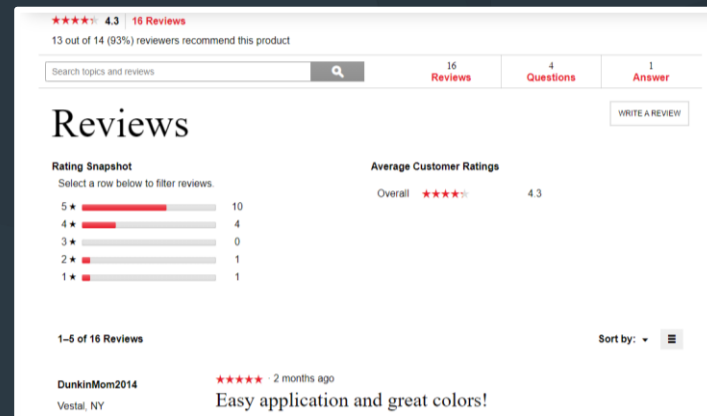 ★★★★★ 4.3 16 Reviews
13 out of 14 (93%) reviewers recommend this product
Search topics and reviews
16 4 1
Reviews Questions Answer
Reviews
WRITE A REVIEW
Rating Snapshot Average Customer Ratings
Select a row below to filter reviews.
Overall ★★★★★ 4.3
5★ 10
4★ 4
3★ 0
2★ 1
1★ 1
1–5 of 16 Reviews Sort by:
DunkinMom2014 ★★★★★ · 2 months ago
Vestal, NY Easy application and great colors!